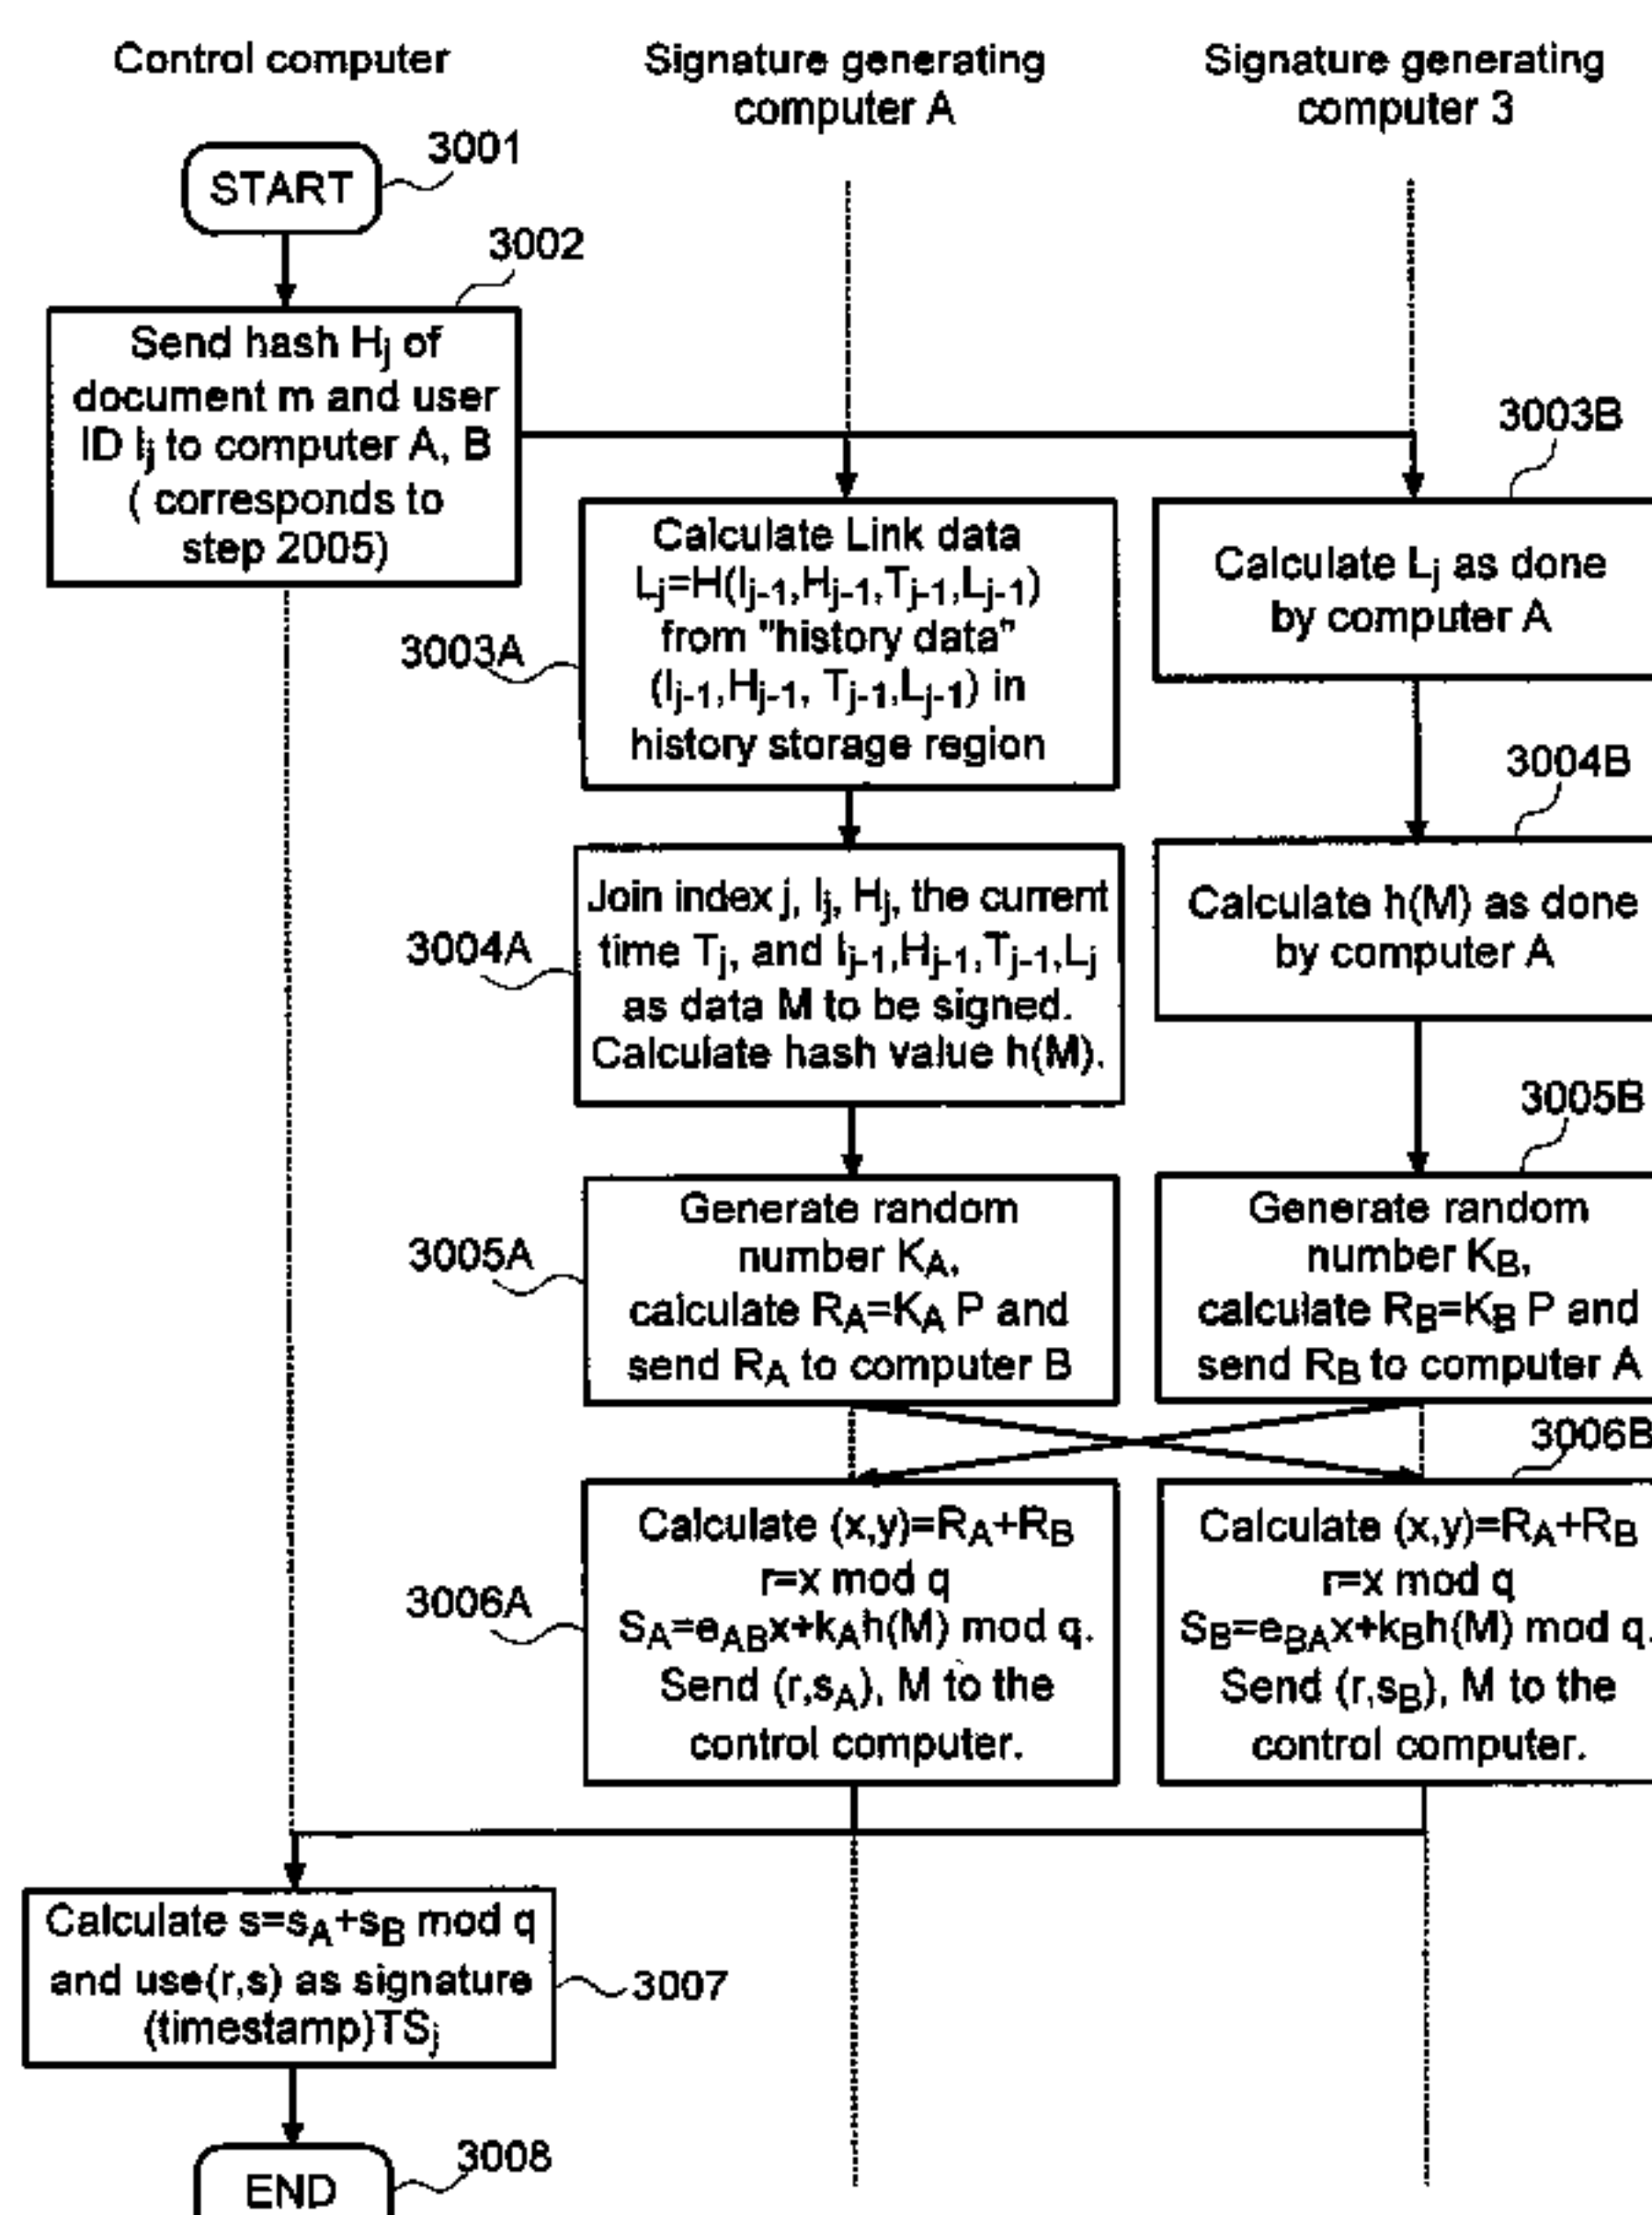 Control computer
Signature generating
computer A
Signature generating
computer 3
START
3001
3002
Send hash Hj of
document m and user
ID Ij to computer A, B
( corresponds to
step 2005)
3003A
Calculate Link data
Lj=H(Ij-1,Hj-1,Tj-1,Lj-1)
from "history data"
(Ij-1,Hj-1, Tj-1,Lj-1) in
history storage region
3003B
Calculate Lj as done
by computer A
3004A
Join index j, Ij, Hj, the current
time Tj, and Ij-1,Hj-1,Tj-1,Lj
as data M to be signed.
Calculate hash value h(M).
3004B
Calculate h(M) as done
by computer A
3005A
Generate random
number KA,
calculate RA=KA P and
send RA to computer B
3005B
Generate random
number KB,
calculate RB=KB P and
send RB to computer A
3006A
Calculate (x,y)=RA+RB
r=x mod q
SA=eABx+kAh(M) mod q.
Send (r,sA), M to the
control computer.
3006B
Calculate (x,y)=RA+RB
r=x mod q
SB=eBAx+kBh(M) mod q.
Send (r,sB), M to the
control computer.
Calculate s=sA+sB mod q
and use(r,s) as signature
(timestamp)TSj
3007
END
3008